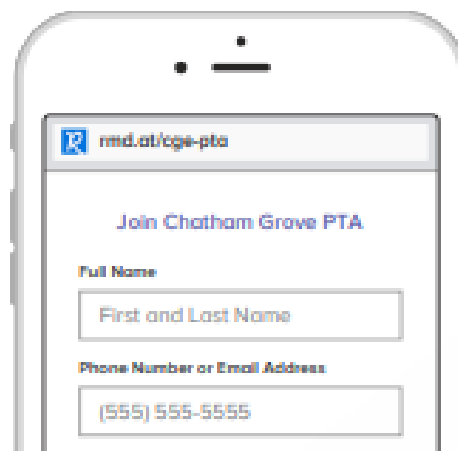 rmd.at/cge-pta
Join Chatham Grove PTA
Full Name
First and Last Name
Phone Number or Email Address
(555) 555-5555